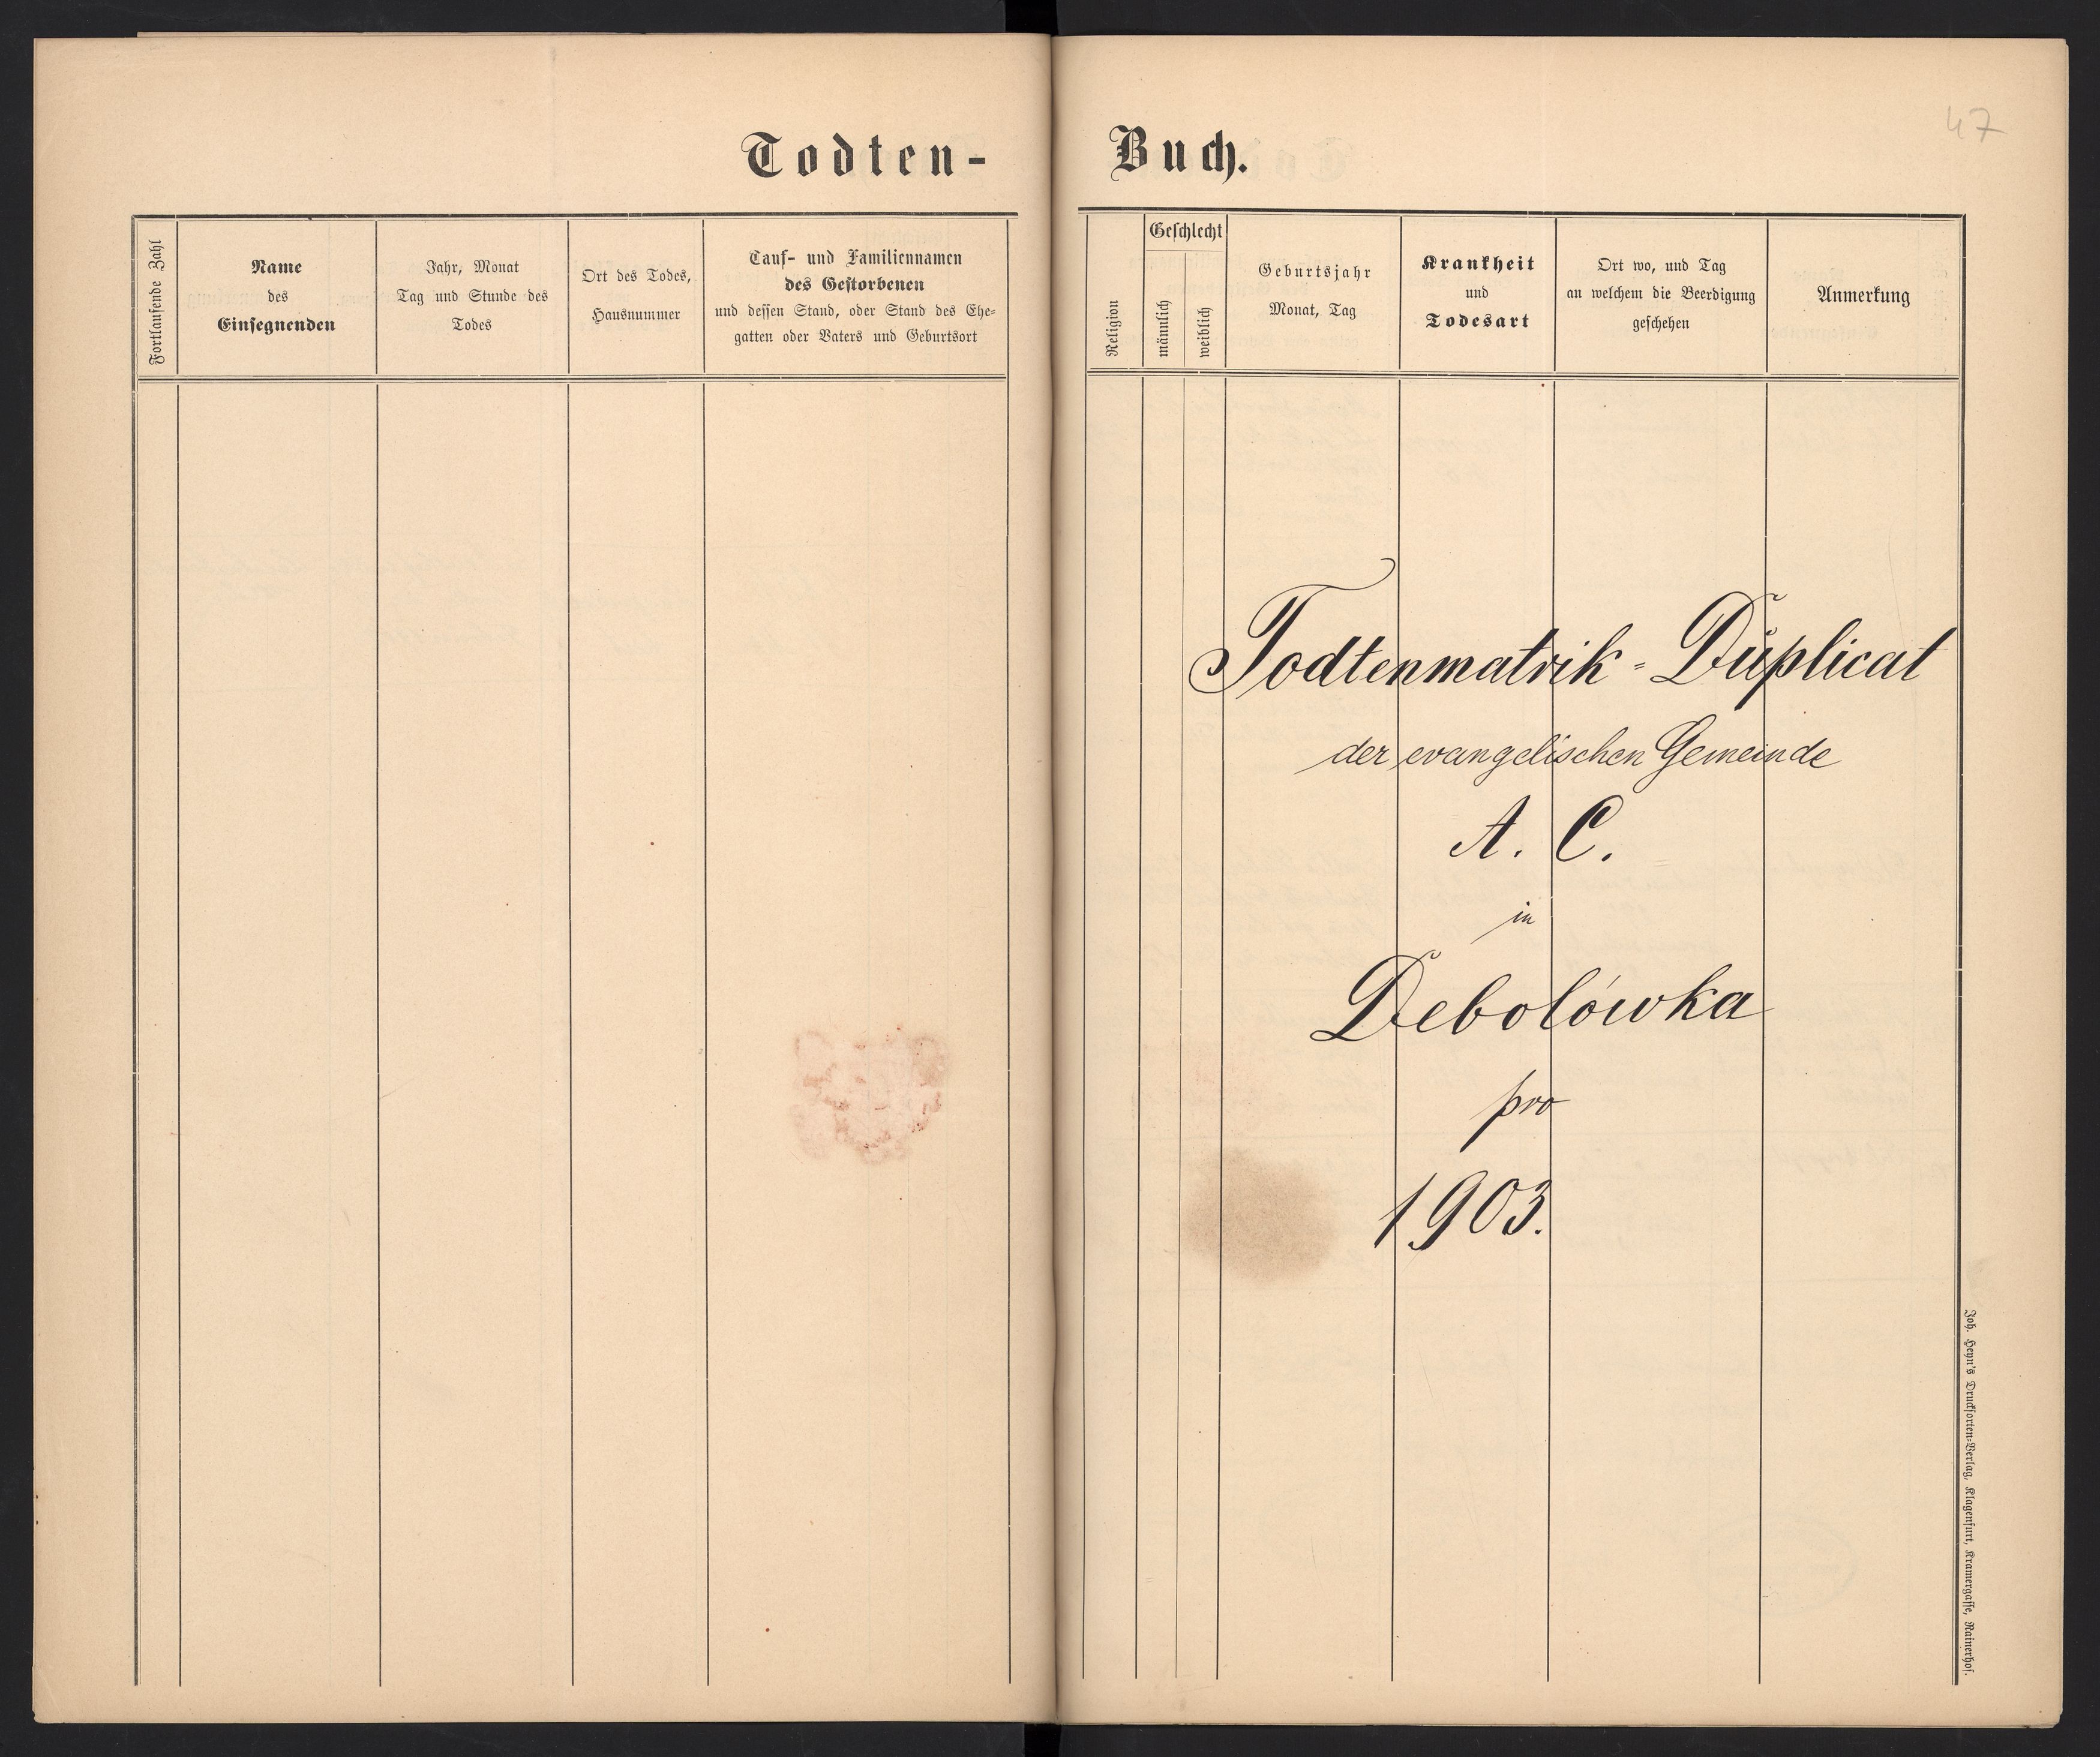 47
Todten-Buch.
Fortlaufende Zahl
Name
des
Einsegnenden
Jahr, Monat
Tag und Stunde des
Todes
Ort des Todes,
Hausnummer
Tauf- und Familiennamen
des Gestorbenen
und dessen Stand, oder Stand des Ehe-
gatten oder Vaters und Geburtsort
Religion
Geschlecht
männlich
weiblich
Geburtsjahr
Monat, Tag
Krankheit
und
Todesart
Ort wo, und Tag
an welchem die Beerdigung
geschehen
Anmerkung
Todtenmatrik-Duplicat
der evangelischen Gemeinde
A. C.
in
Debolówka
pro
1903.
Joh. Heyn's Drucksorten-Verlag, Klagenfurt, Kramergasse, Rainerhof.